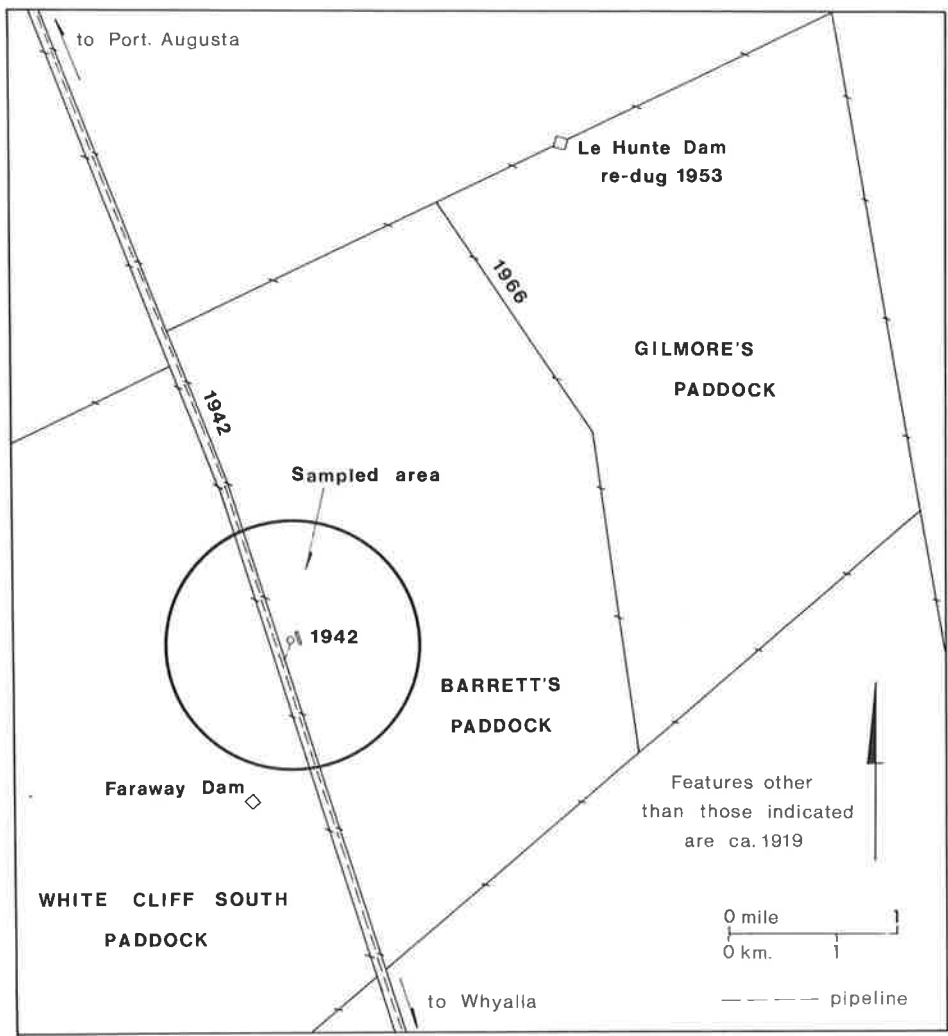 to Port. Augusta
Le Hunte Dam
re-dug 1953
1966
GILMORE'S
PADDOCK
1942
Sampled area
1942
BARRETT'S
PADDOCK
Faraway Dam
Features other
than those indicated
are ca. 1919
WHITE CLIFF SOUTH
PADDOCK
0 mile 1
0 km. 1
to Whyalla
pipeline